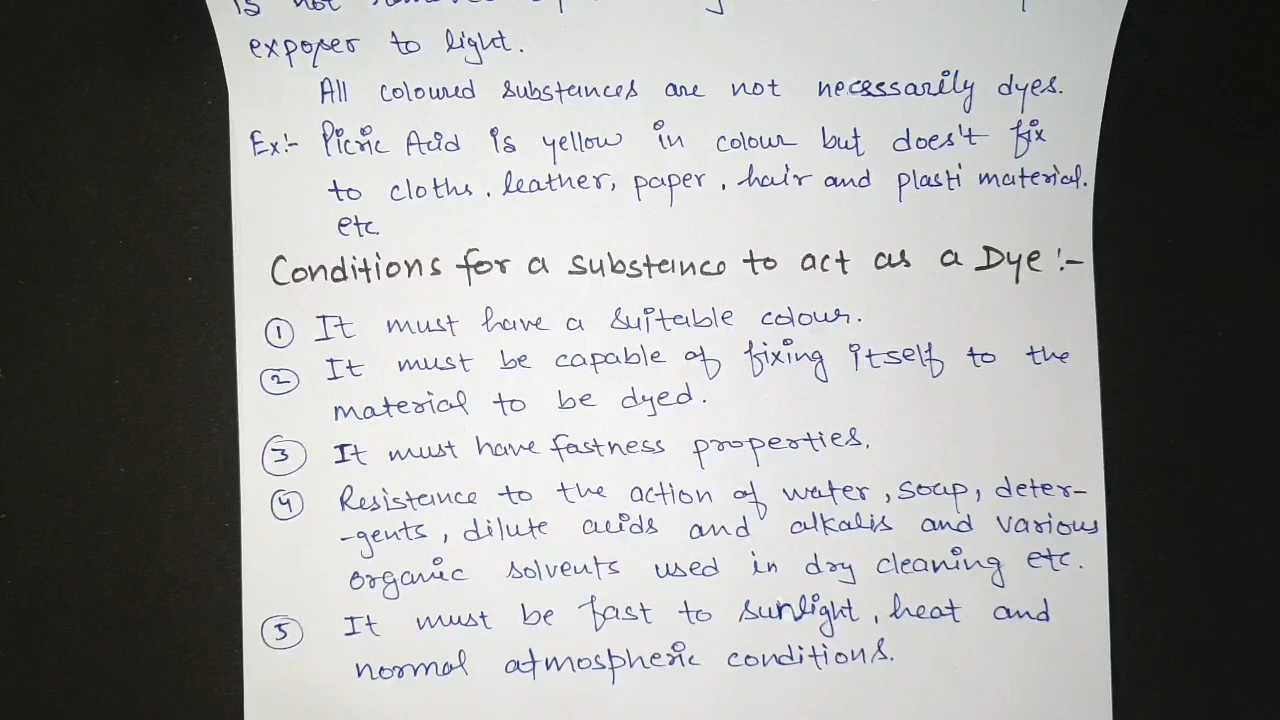 is not
exposer to light.
All coloured substances are not necessarily dyes.
Ex:- Picric Acid is yellow in colour but does't fix
to cloths, leather, paper, hair and plasti material.
etc
Conditions for a substance to act as a Dye :-
① It must have a suitable colour.
② It must be capable of fixing itself to the
material to be dyed.
③ It must have fastness properties.
④ Resistance to the action of water, soap, deter-
-gents, dilute acids and alkalis and various
organic solvents used in dry cleaning etc.
⑤ It must be fast to sunlight, heat and
normal atmospheric conditions.